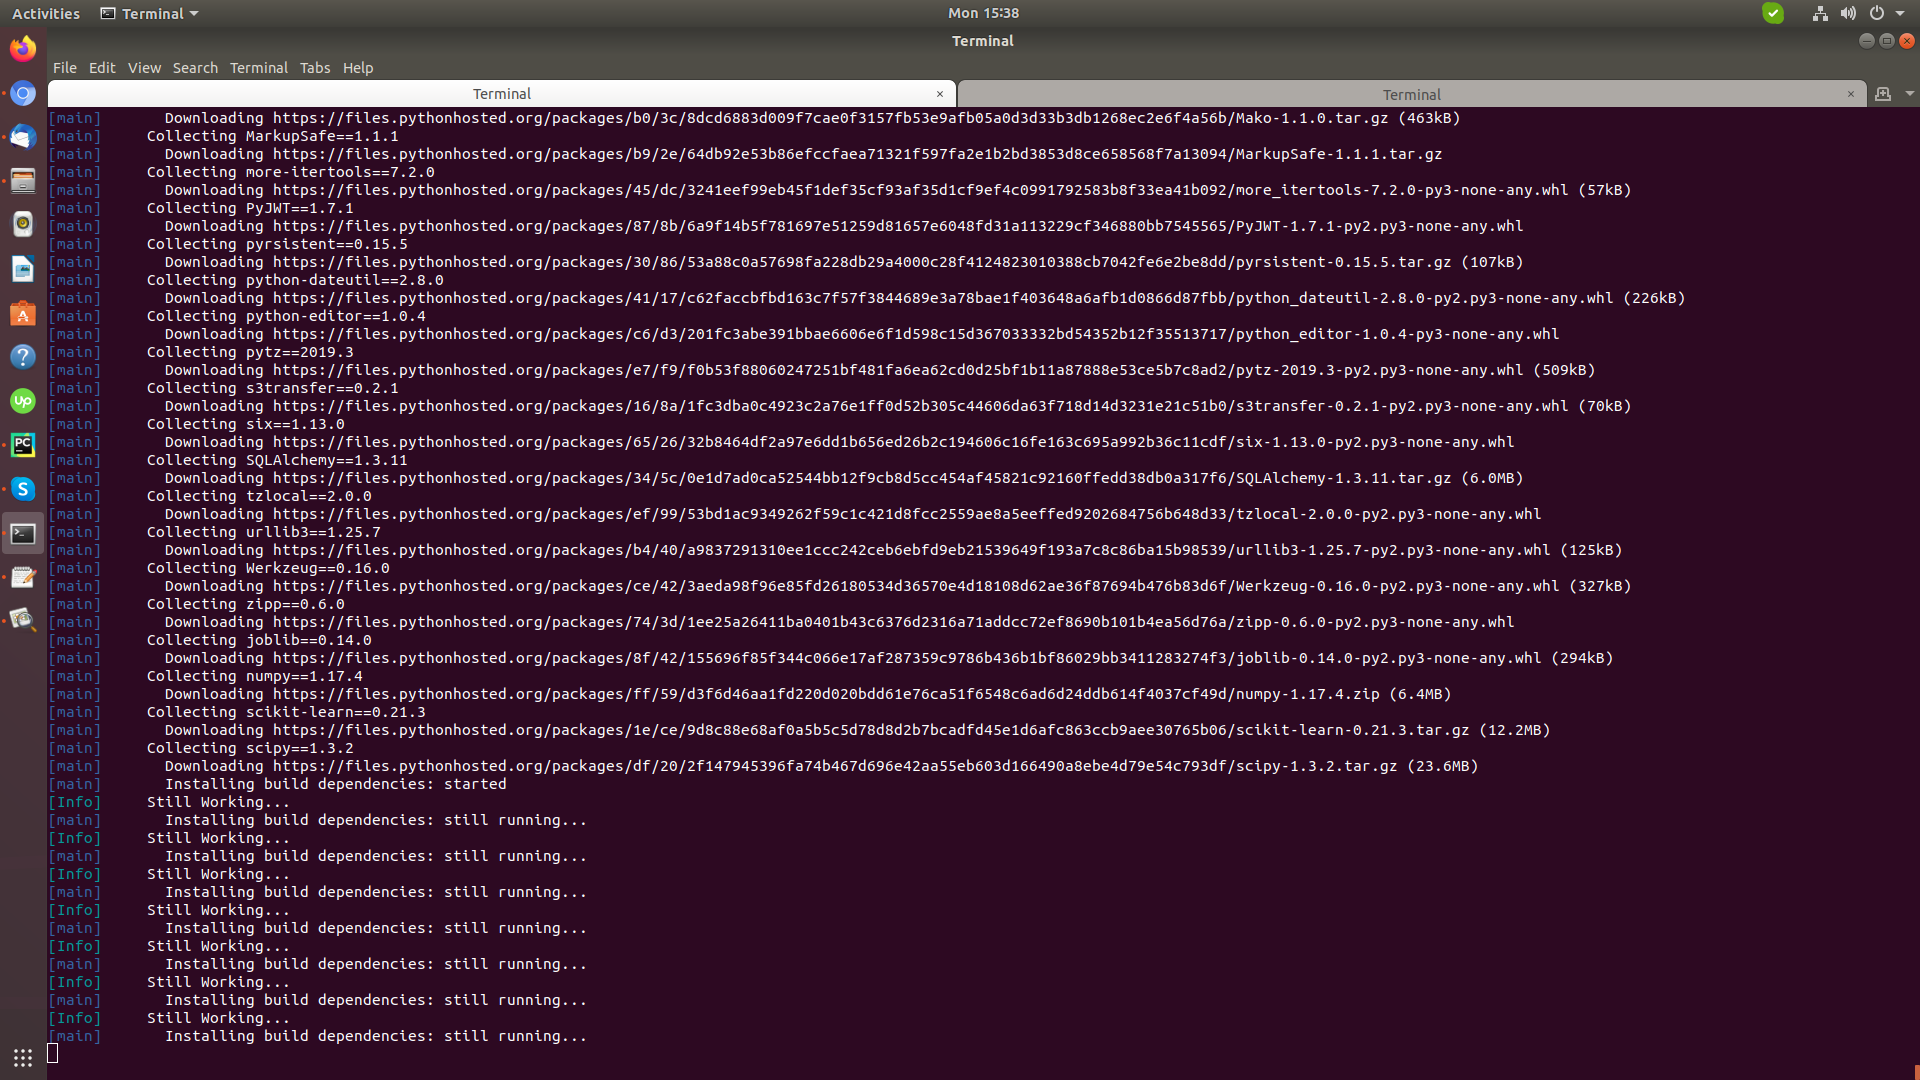 Activities Terminal Mon 15:38
Terminal
File Edit View Search Terminal Tabs Help
Terminal × Terminal ×
[main] Downloading https://files.pythonhosted.org/packages/b0/3c/8dcd6883d009f7cae0f3157fb53e9afb05a0d3d33b3db1268ec2e6f4a56b/Mako-1.1.0.tar.gz (463kB)
[main] Collecting MarkupSafe==1.1.1
[main] Downloading https://files.pythonhosted.org/packages/b9/2e/64db92e53b86efccfaea71321f597fa2e1b2bd3853d8ce658568f7a13094/MarkupSafe-1.1.1.tar.gz
[main] Collecting more-itertools==7.2.0
[main] Downloading https://files.pythonhosted.org/packages/45/dc/3241eef99eb45f1def35cf93af35d1cf9ef4c0991792583b8f33ea41b092/more_itertools-7.2.0-py3-none-any.whl (57kB)
[main] Collecting PyJWT==1.7.1
[main] Downloading https://files.pythonhosted.org/packages/87/8b/6a9f14b5f781697e51259d81657e6048fd31a113229cf346880bb7545565/PyJWT-1.7.1-py2.py3-none-any.whl
[main] Collecting pyrsistent==0.15.5
[main] Downloading https://files.pythonhosted.org/packages/30/86/53a88c0a57698fa228db29a4000c28f4124823010388cb7042fe6e2be8dd/pyrsistent-0.15.5.tar.gz (107kB)
[main] Collecting python-dateutil==2.8.0
[main] Downloading https://files.pythonhosted.org/packages/41/17/c62faccbfbd163c7f57f3844689e3a78bae1f403648a6afb1d0866d87fbb/python_dateutil-2.8.0-py2.py3-none-any.whl (226kB)
[main] Collecting python-editor==1.0.4
[main] Downloading https://files.pythonhosted.org/packages/c6/d3/201fc3abe391bbae6606e6f1d598c15d367033332bd54352b12f35513717/python_editor-1.0.4-py3-none-any.whl
[main] Collecting pytz==2019.3
[main] Downloading https://files.pythonhosted.org/packages/e7/f9/f0b53f88060247251bf481fa6ea62cd0d25bf1b11a87888e53ce5b7c8ad2/pytz-2019.3-py2.py3-none-any.whl (509kB)
[main] Collecting s3transfer==0.2.1
[main] Downloading https://files.pythonhosted.org/packages/16/8a/1fc3dba0c4923c2a76e1ff0d52b305c44606da63f718d14d3231e21c51b0/s3transfer-0.2.1-py2.py3-none-any.whl (70kB)
[main] Collecting six==1.13.0
[main] Downloading https://files.pythonhosted.org/packages/65/26/32b8464df2a97e6dd1b656ed26b2c194606c16fe163c695a992b36c11cdf/six-1.13.0-py2.py3-none-any.whl
[main] Collecting SQLAlchemy==1.3.11
[main] Downloading https://files.pythonhosted.org/packages/34/5c/0e1d7ad0ca52544bb12f9cb8d5cc454af45821c92160ffedd38db0a317f6/SQLAlchemy-1.3.11.tar.gz (6.0MB)
[main] Collecting tzlocal==2.0.0
[main] Downloading https://files.pythonhosted.org/packages/ef/99/53bd1ac9349262f59c1c421d8fcc2559ae8a5eeffed9202684756b648d33/tzlocal-2.0.0-py2.py3-none-any.whl
[main] Collecting urllib3==1.25.7
[main] Downloading https://files.pythonhosted.org/packages/b4/40/a9837291310ee1ccc242ceb6ebfd9eb21539649f193a7c8c86ba15b98539/urllib3-1.25.7-py2.py3-none-any.whl (125kB)
[main] Collecting Werkzeug==0.16.0
[main] Downloading https://files.pythonhosted.org/packages/ce/42/3aeda98f96e85fd26180534d36570e4d18108d62ae36f87694b476b83d6f/Werkzeug-0.16.0-py2.py3-none-any.whl (327kB)
[main] Collecting zipp==0.6.0
[main] Downloading https://files.pythonhosted.org/packages/74/3d/1ee25a26411ba0401b43c6376d2316a71addcc72ef8690b101b4ea56d76a/zipp-0.6.0-py2.py3-none-any.whl
[main] Collecting joblib==0.14.0
[main] Downloading https://files.pythonhosted.org/packages/8f/42/155696f85f344c066e17af287359c9786b436b1bf86029bb3411283274f3/joblib-0.14.0-py2.py3-none-any.whl (294kB)
[main] Collecting numpy==1.17.4
[main] Downloading https://files.pythonhosted.org/packages/ff/59/d3f6d46aa1fd220d020bdd61e76ca51f6548c6ad6d24ddb614f4037cf49d/numpy-1.17.4.zip (6.4MB)
[main] Collecting scikit-learn==0.21.3
[main] Downloading https://files.pythonhosted.org/packages/1e/ce/9d8c88e68af0a5b5c5d78d8d2b7bcadfd45e1d6afc863ccb9aee30765b06/scikit-learn-0.21.3.tar.gz (12.2MB)
[main] Collecting scipy==1.3.2
[main] Downloading https://files.pythonhosted.org/packages/df/20/2f147945396fa74b467d696e42aa55eb603d166490a8ebe4d79e54c793df/scipy-1.3.2.tar.gz (23.6MB)
[main] Installing build dependencies: started
[Info] Still Working...
[main] Installing build dependencies: still running...
[Info] Still Working...
[main] Installing build dependencies: still running...
[Info] Still Working...
[main] Installing build dependencies: still running...
[Info] Still Working...
[main] Installing build dependencies: still running...
[Info] Still Working...
[main] Installing build dependencies: still running...
[Info] Still Working...
[main] Installing build dependencies: still running...
[Info] Still Working...
[main] Installing build dependencies: still running...